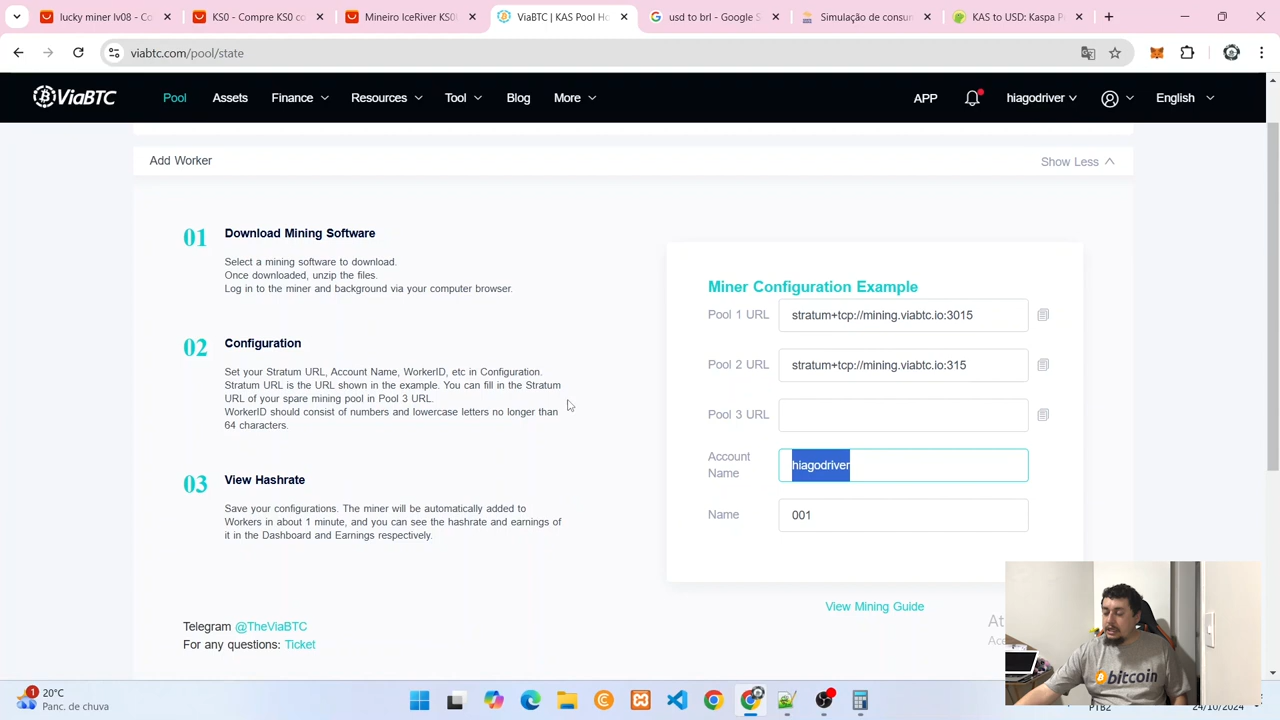 lucky miner lv08 - Co
KS0 - Compre KS0 co
Mineiro IceRiver KS0
ViaBTC | KAS Pool Ho
usd to brl - Google S
Simulação de consur
KAS to USD: Kaspa P
viabtc.com/pool/state
ViaBTC
Pool
Assets
Finance
Resources
Tool
Blog
More
APP
hiagodriver
English
Add Worker
Show Less
01
Download Mining Software
Select a mining software to download.
Once downloaded, unzip the files.
Log in to the miner and background via your computer browser.
02
Configuration
Set your Stratum URL, Account Name, WorkerID, etc in Configuration.
Stratum URL is the URL shown in the example. You can fill in the Stratum
URL of your spare mining pool in Pool 3 URL.
WorkerID should consist of numbers and lowercase letters no longer than
64 characters.
03
View Hashrate
Save your configurations. The miner will be automatically added to
Workers in about 1 minute, and you can see the hashrate and earnings of
it in the Dashboard and Earnings respectively.
Telegram @TheViaBTC
For any questions: Ticket
Miner Configuration Example
Pool 1 URL
stratum+tcp://mining.viabtc.io:3015
Pool 2 URL
stratum+tcp://mining.viabtc.io:315
Pool 3 URL
Account
Name
hiagodriver
Name
001
View Mining Guide
bitcoin
1
20°C
Panc. de chuva
PTB2
24/10/2024